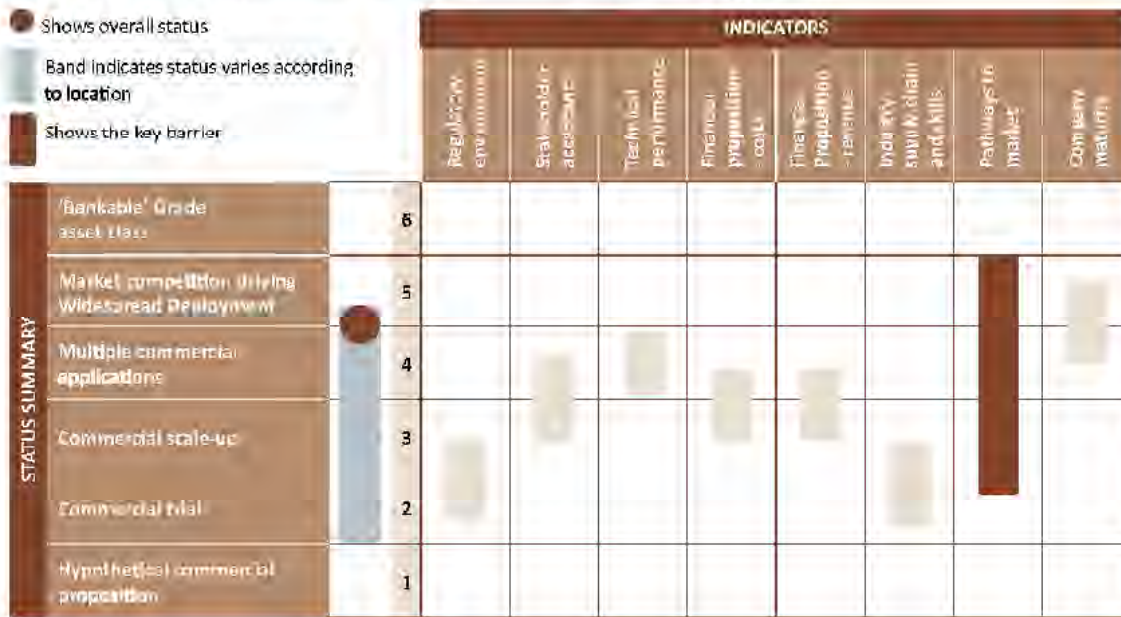 Shows overall status
Band indicates status varies according
to location
Shows the key barrier
INDICATORS
Regulatory
environment
Stakeholder
acceptance
Technical
performance
Financial
proposition
- costs
Financial
Proposition
- revenue
Industry
supply chain
and skills
Pathways to
market
Company
maturity
STATUS SUMMARY
'Bankable' Grade
asset class
6
Market competition driving
Widespread Deployment
5
Multiple commercial
applications
4
Commercial scale-up
3
Commercial trial
2
Hypothetical commercial
proposition
1